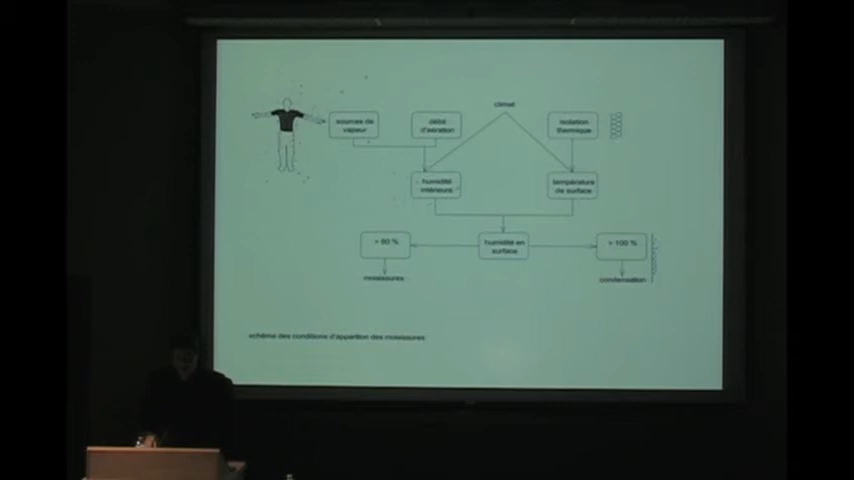 climat
sources de
vapeur
débit
d'aération
isolation
thermique
humidité
intérieure
température
de surface
> 80 %
humidité en
surface
> 100 %
moisissures
condensation
schéma des conditions d'apparition des moisissures